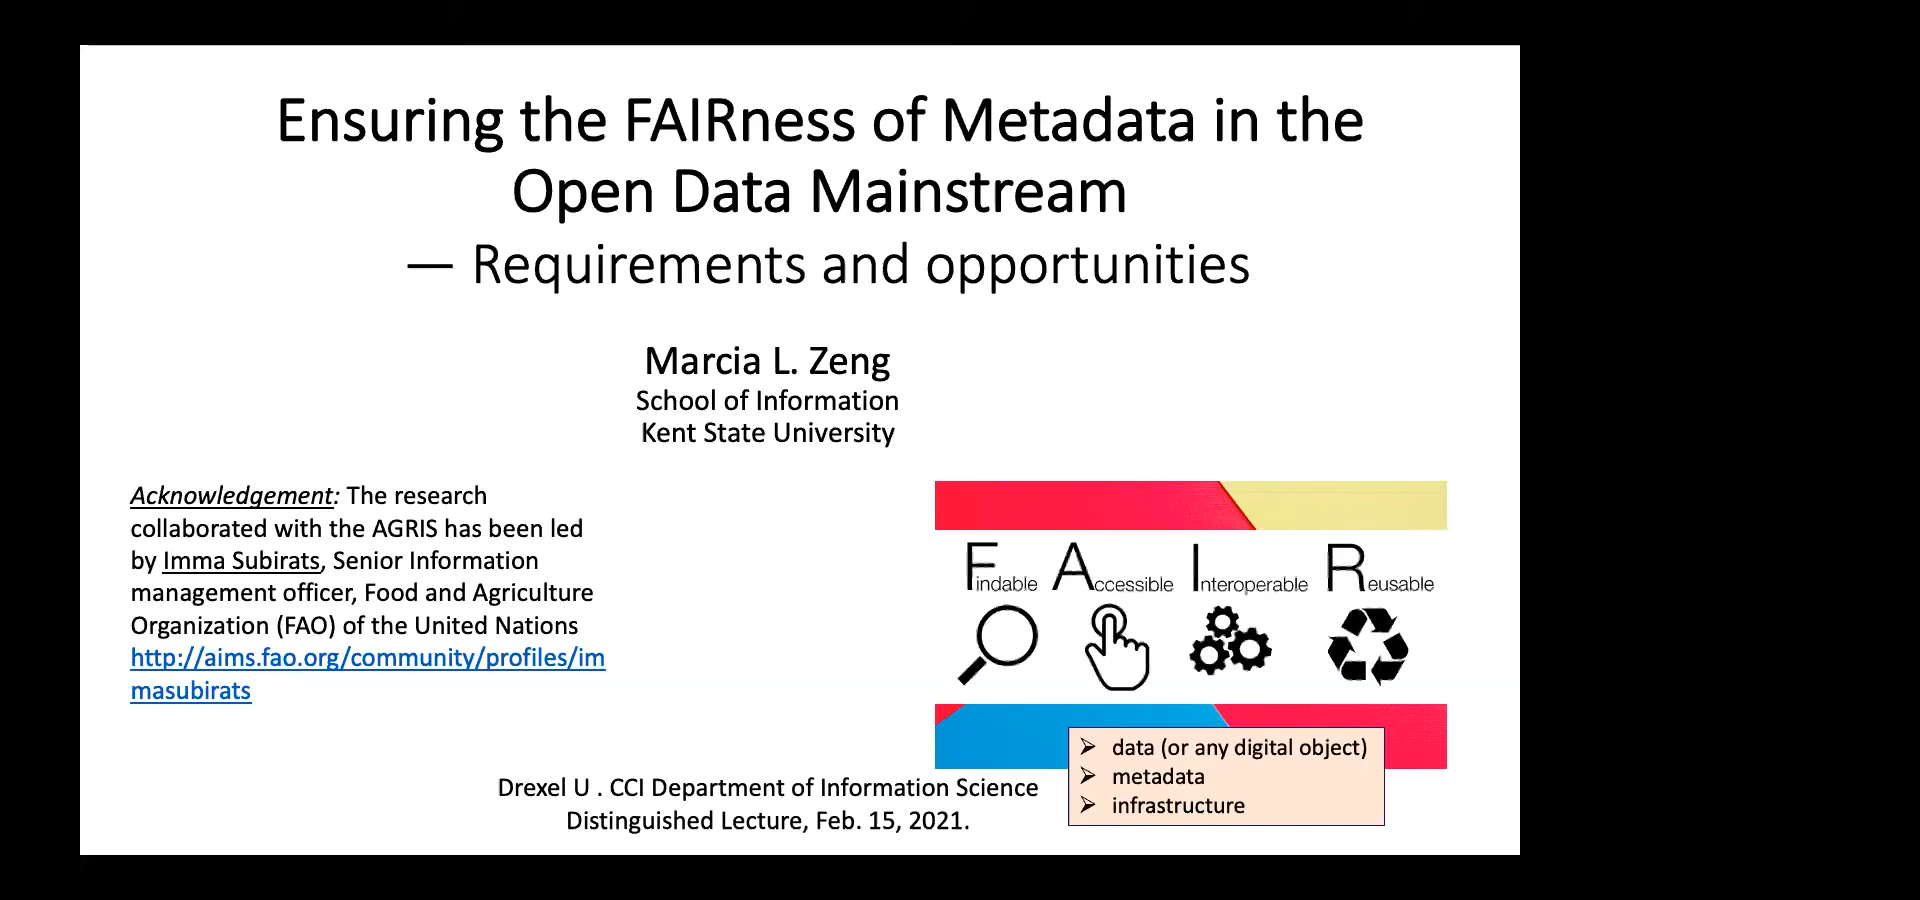 Ensuring the FAIRness of Metadata in the
Open Data Mainstream
— Requirements and opportunities
Marcia L. Zeng
School of Information
Kent State University
Acknowledgement: The research
collaborated with the AGRIS has been led
by Imma Subirats, Senior Information
management officer, Food and Agriculture
Organization (FAO) of the United Nations
http://aims.fao.org/community/profiles/im
masubirats
Findable Accessible Interoperable Reusable
➢ data (or any digital object)
➢ metadata
➢ infrastructure
Drexel U . CCI Department of Information Science
Distinguished Lecture, Feb. 15, 2021.